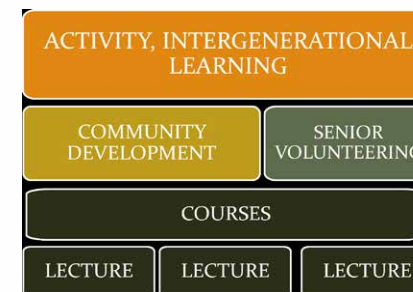 ACTIVITY, INTERGENERATIONAL
LEARNING
COMMUNITY
DEVELOPMENT
SENIOR
VOLUNTEERING
COURSES
LECTURE
LECTURE
LECTURE